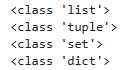 <class 'list'>
<class 'tuple'>
<class 'set'>
<class 'dict'>